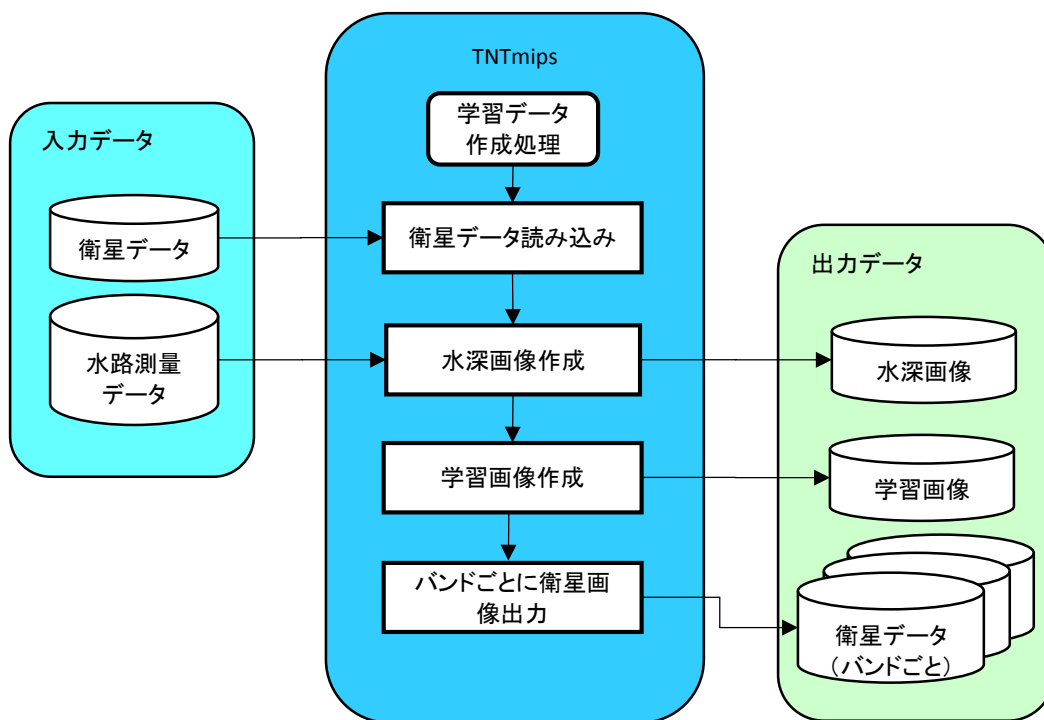 TNTmips
学習データ
作成処理
入力データ
衛星データ
水路測量
データ
衛星データ読み込み
水深画像作成
学習画像作成
バンドごとに衛星画
像出力
出力データ
水深画像
学習画像
衛星データ
（バンドごと）